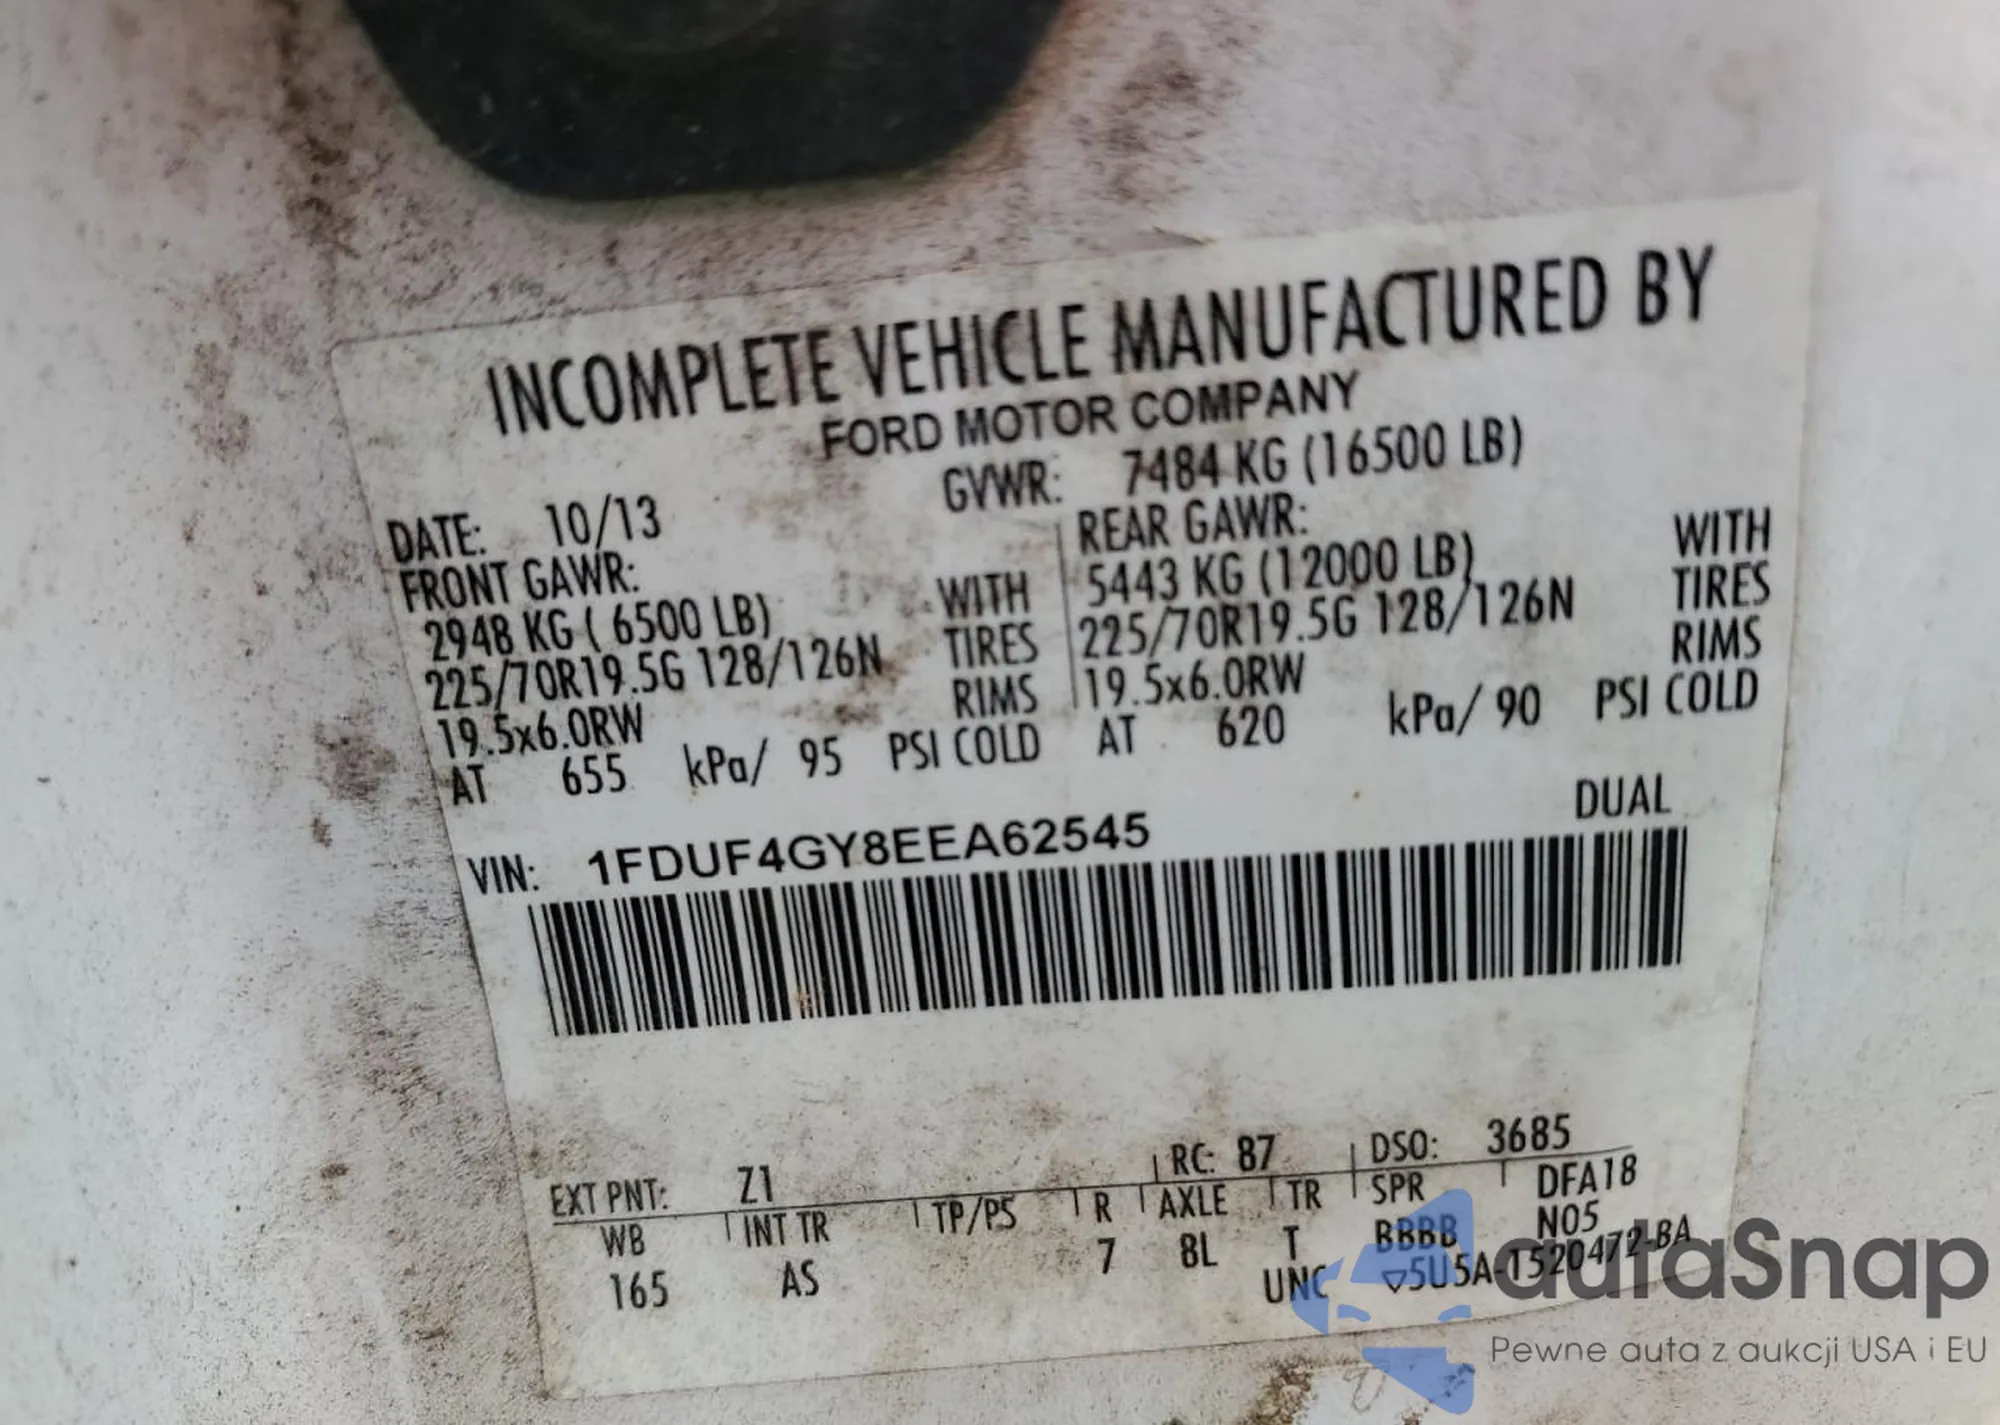 INCOMPLETE VEHICLE MANUFACTURED BY
FORD MOTOR COMPANY
DATE: 10/13 GVWR: 7484 KG (16500 LB)
FRONT GAWR: REAR GAWR:
2948 KG ( 6500 LB) WITH 5443 KG (12000 LB) WITH
225/70R19.5G 128/126N TIRES 225/70R19.5G 128/126N TIRES
19.5x6.0RW RIMS 19.5x6.0RW RIMS
AT 655 kPa/ 95 PSI COLD AT 620 kPa/ 90 PSI COLD
VIN: 1FDUF4GY8EEA62545 DUAL
EXT PNT: Z1 RC: 87 DSO: 3685
WB INT TR TP/PS R AXLE TR SPR DFA18
165 AS 7 8L T BBBB N05
UNC ▽5U5A-1520472-BA
autaSnap
Pewne auta z aukcji USA i EU